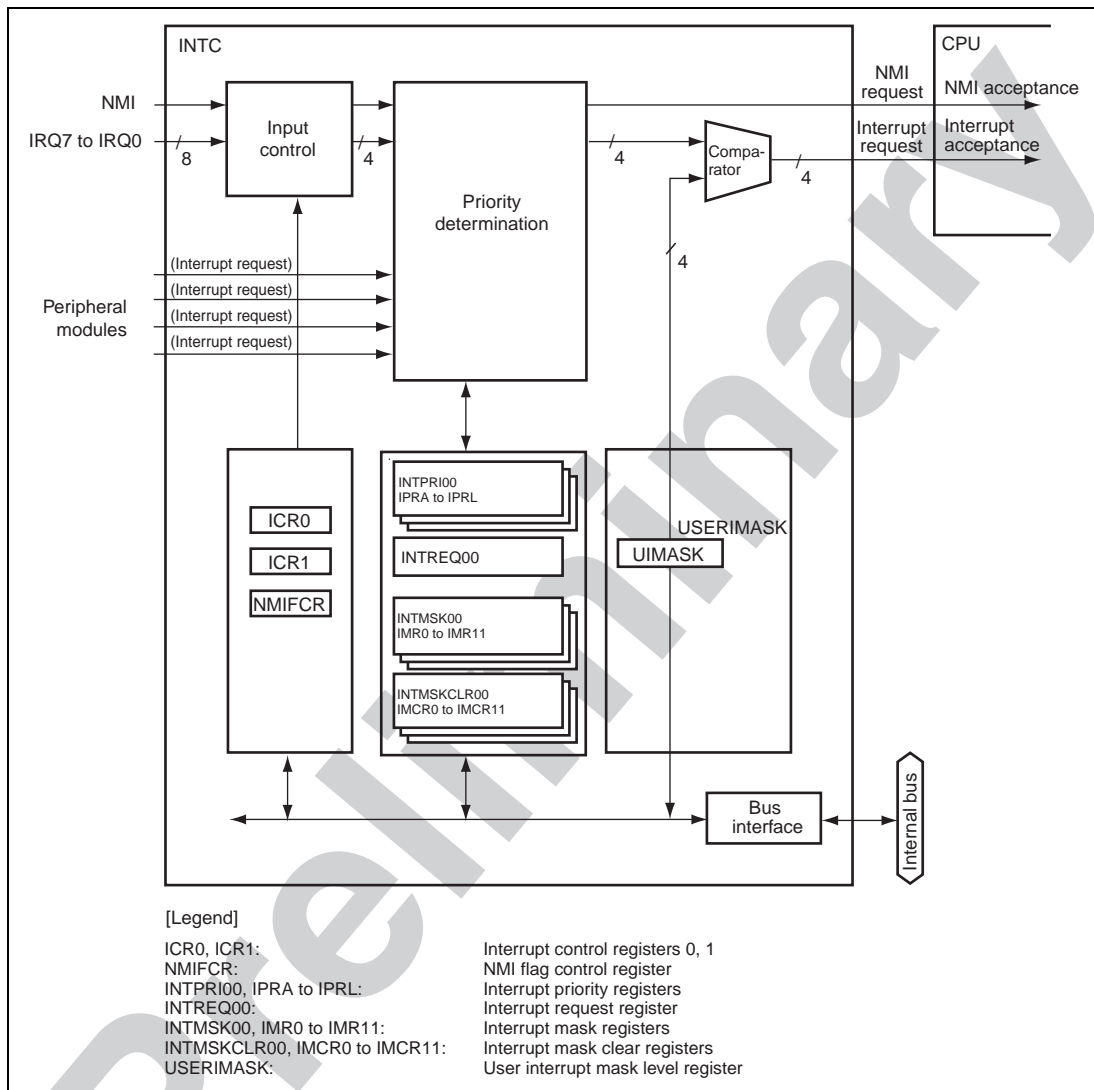 INTC
CPU
NMI
IRQ7 to IRQ0
8
Input
control
4
Priority
determination
4
Compa-
rator
4
4
NMI
request
NMI acceptance
Interrupt
request
Interrupt
acceptance
Peripheral
modules
(Interrupt request)
(Interrupt request)
(Interrupt request)
(Interrupt request)
ICR0
ICR1
NMIFCR
INTPRI00
IPRA to IPRL
INTREQ00
INTMSK00
IMR0 to IMR11
INTMSKCLR00
IMCR0 to IMCR11
USERIMASK
UIMASK
Bus
interface
Internal bus
[Legend]
ICR0, ICR1: Interrupt control registers 0, 1
NMIFCR: NMI flag control register
INTPRI00, IPRA to IPRL: Interrupt priority registers
INTREQ00: Interrupt request register
INTMSK00, IMR0 to IMR11: Interrupt mask registers
INTMSKCLR00, IMCR0 to IMCR11: Interrupt mask clear registers
USERIMASK: User interrupt mask level register
Preliminary